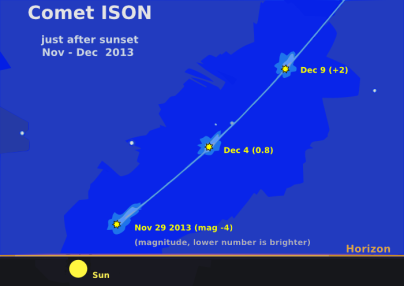 Comet ISON
just after sunset
Nov - Dec 2013
Dec 9 (+2)
Dec 4 (0.8)
Nov 29 2013 (mag -4)
(magnitude, lower number is brighter)
Horizon
Sun